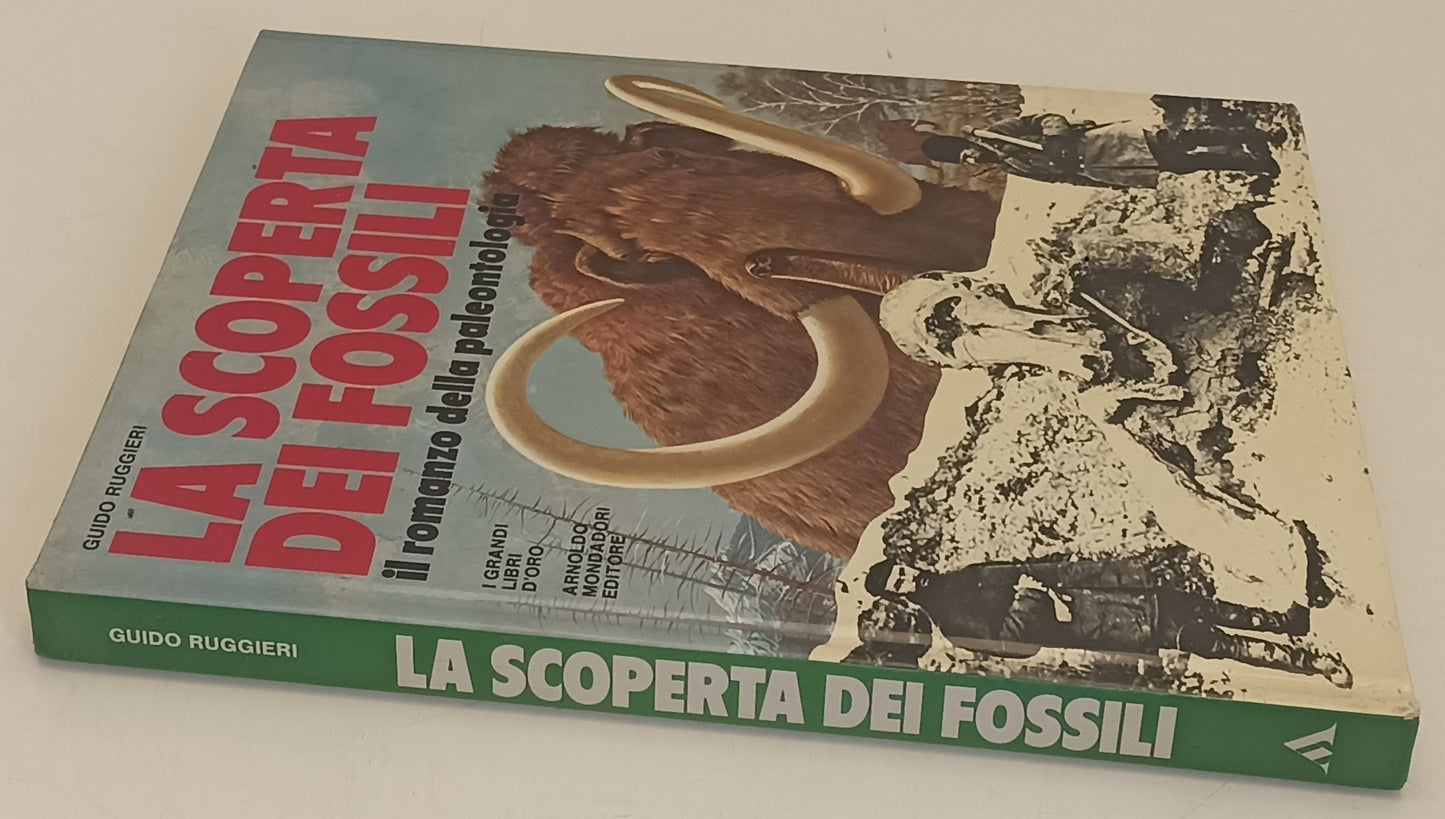 GUIDO RUGGIERI
LA SCOPERTA
DEI FOSSILI
il romanzo della paleontologia
I GRANDI
LIBRI
D'ORO
ARNOLDO
MONDADORI
EDITORE
GUIDO RUGGIERI
LA SCOPERTA DEI FOSSILI